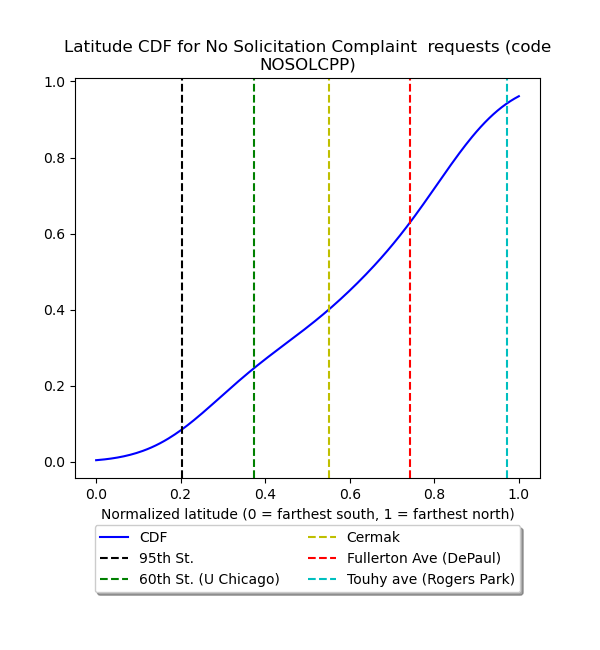 Latitude CDF for No Solicitation Complaint  requests (code
NOSOLCPP)
1.0
0.8
0.6
0.4
0.2
0.0
0.0 0.2 0.4 0.6 0.8 1.0
Normalized latitude (0 = farthest south, 1 = farthest north)
CDF
95th St.
60th St. (U Chicago)
Cermak
Fullerton Ave (DePaul)
Touhy ave (Rogers Park)